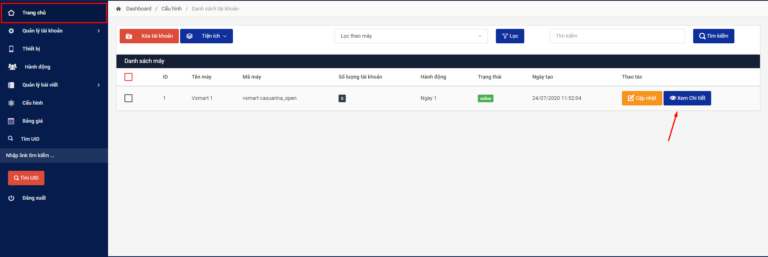 Trang chủ
Quản lý tài khoản
Thiết bị
Hành động
Quản lý bài viết
Cấu hình
Bảng giá
Tìm UID
Nhập link tìm kiếm ...
Tìm UID
Đăng xuất
Dashboard / Cấu hình / Danh sách tài khoản
Xóa tài khoản Tiện ích Lọc theo máy Lọc Tìm kiếm Tìm kiếm
Danh sách máy
ID Tên máy Mã máy Số lượng tài khoản Hành động Trạng thái Ngày tạo Thao tác
1 Vsmart 1 vsmart casuarina_open Ngày 1 online 24/07/2020 11:52:04 Cập nhật Xem Chi tiết